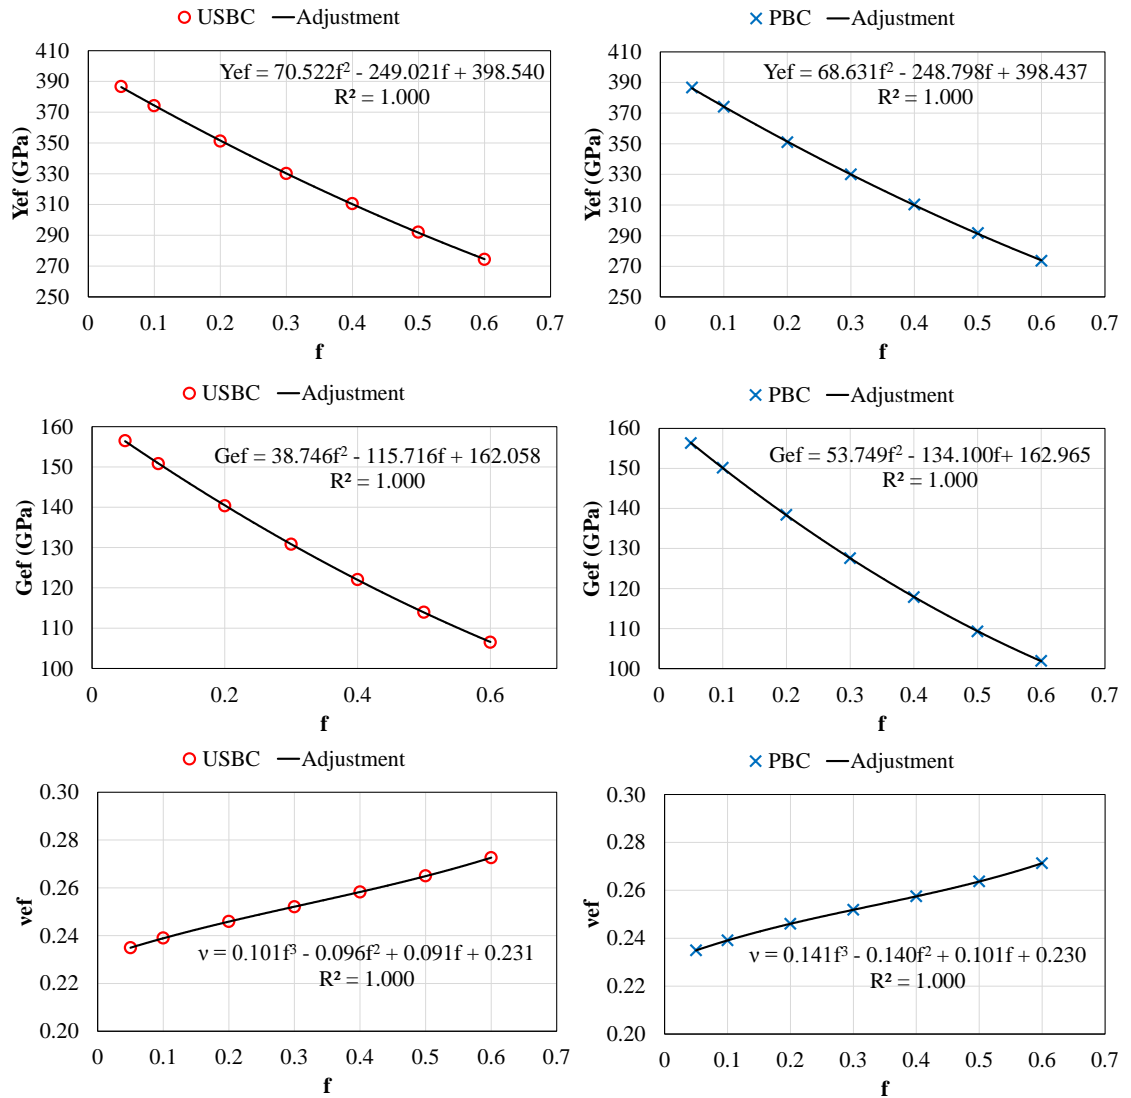 USBC Adjustment
Yef = 70.522f² - 249.021f + 398.540
R² = 1.000
Yef (GPa)
410
390
370
350
330
310
290
270
250
0 0.1 0.2 0.3 0.4 0.5 0.6 0.7
f
PBC Adjustment
Yef = 68.631f² - 248.798f + 398.437
R² = 1.000
Yef (GPa)
410
390
370
350
330
310
290
270
250
0 0.1 0.2 0.3 0.4 0.5 0.6 0.7
f
USBC Adjustment
Gef = 38.746f² - 115.716f + 162.058
R² = 1.000
Gef (GPa)
160
150
140
130
120
110
100
0 0.2 0.4 0.6
f
PBC Adjustment
Gef = 53.749f² - 134.100f+ 162.965
R² = 1.000
Gef (GPa)
160
150
140
130
120
110
100
0 0.1 0.2 0.3 0.4 0.5 0.6 0.7
f
USBC Adjustment
νef
0.30
0.28
0.26
0.24
0.22
0.20
ν = 0.101f³ - 0.096f² + 0.091f + 0.231
R² = 1.000
0 0.1 0.2 0.3 0.4 0.5 0.6 0.7
f
PBC Adjustment
νef
0.30
0.28
0.26
0.24
0.22
0.20
ν = 0.141f³ - 0.140f² + 0.101f + 0.230
R² = 1.000
0 0.1 0.2 0.3 0.4 0.5 0.6 0.7
f